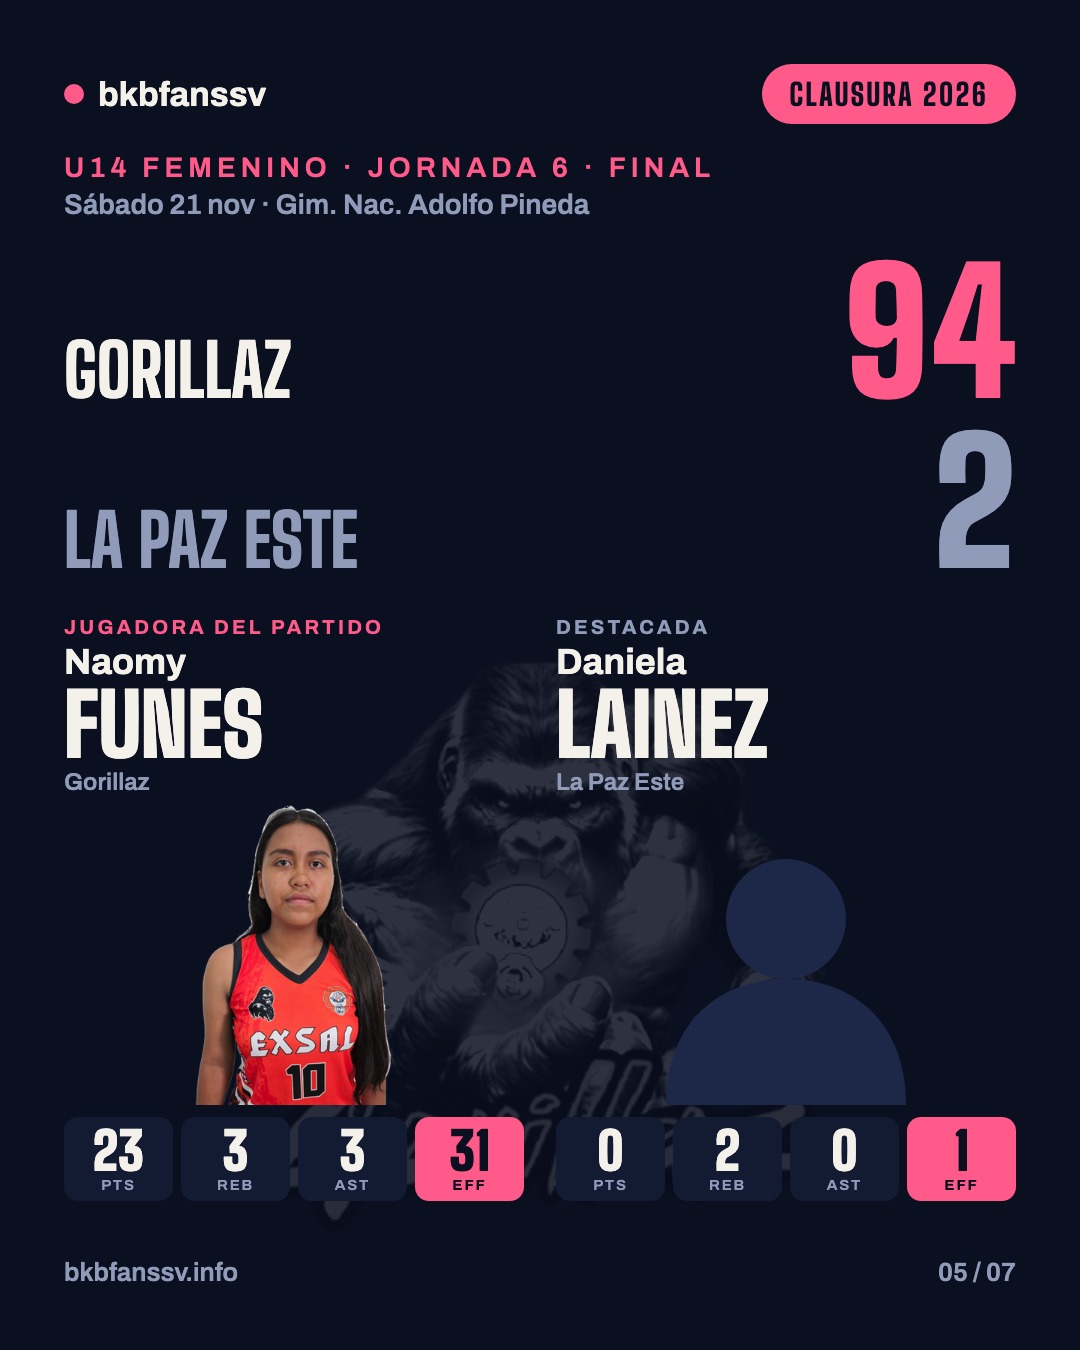 bkbfanssv
CLAUSURA 2026
U14 FEMENINO · JORNADA 6 · FINAL
Sábado 21 nov · Gim. Nac. Adolfo Pineda
GORILLAZ
94
LA PAZ ESTE
2
JUGADORA DEL PARTIDO
Naomy
FUNES
Gorillaz
DESTACADA
Daniela
LAINEZ
La Paz Este
EXSAL
10
23
PTS
3
REB
3
AST
31
EFF
0
PTS
2
REB
0
AST
1
EFF
bkbfanssv.info
05 / 07